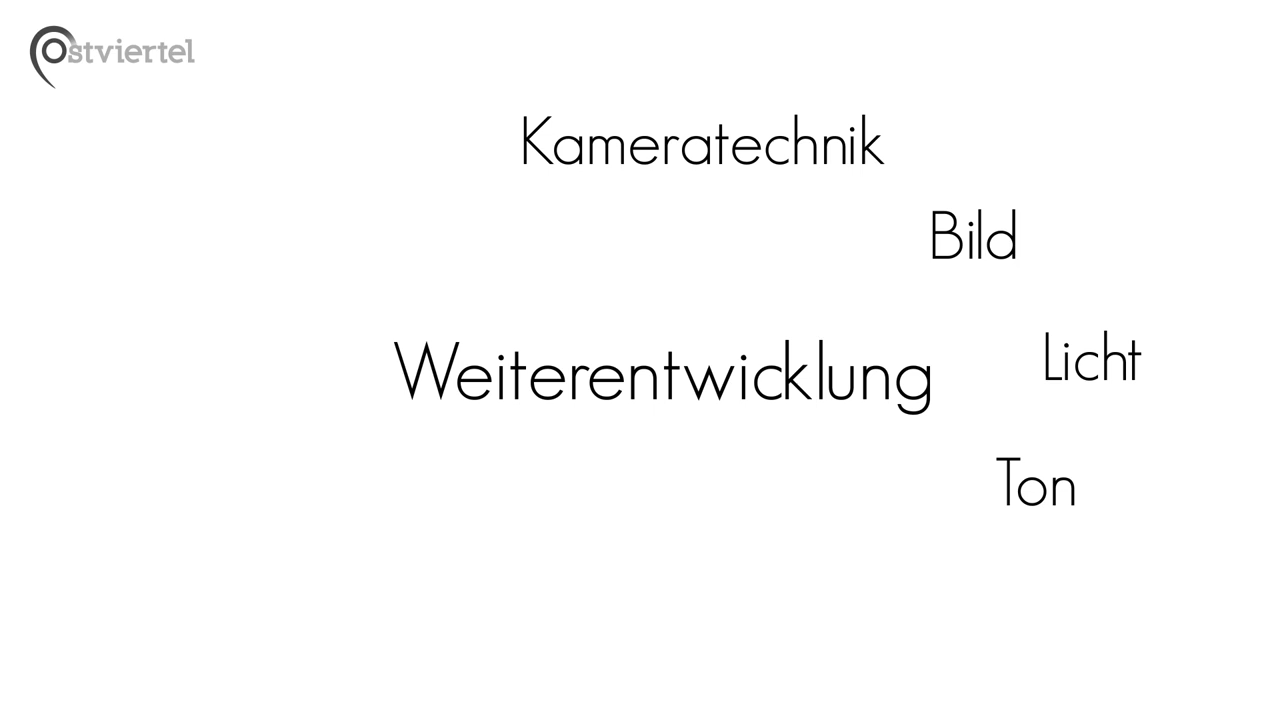 Ostviertel
Kameratechnik
Bild
Licht
Weiterentwicklung
Ton